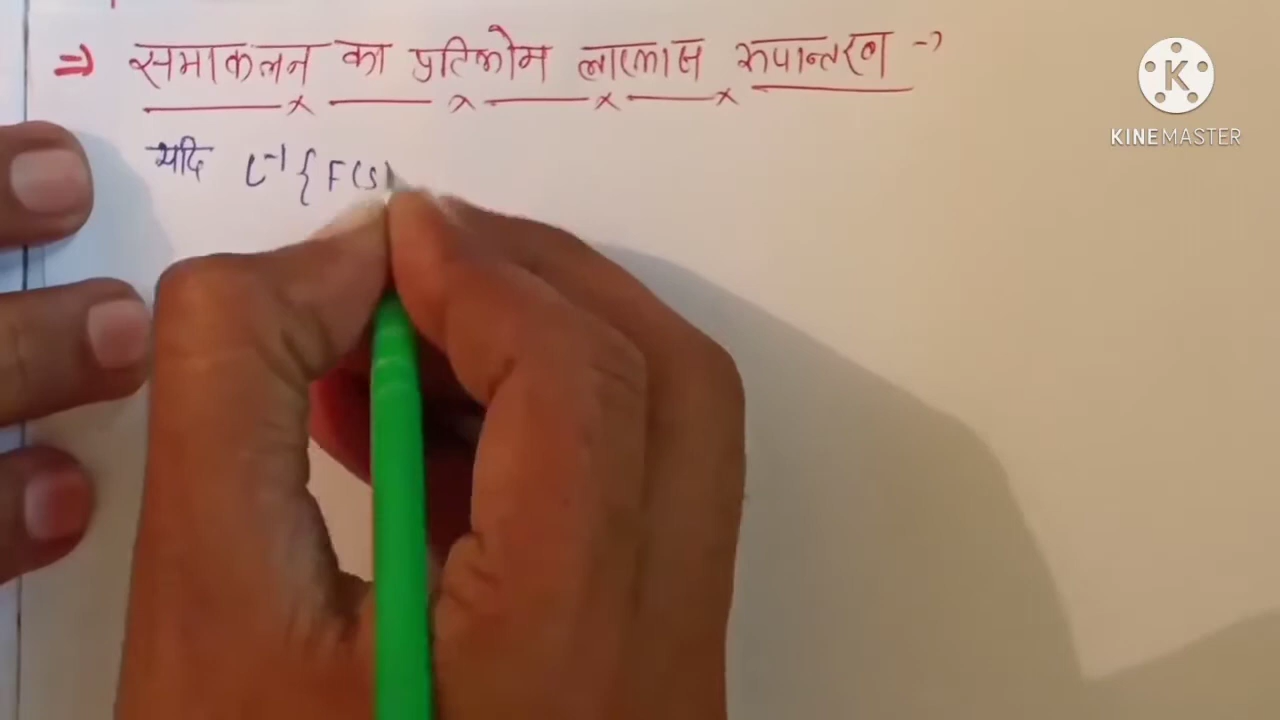 ⇒ समाकलन का प्रतिलोम लाप्लास रूपान्तरण →
यदि L⁻¹ { F(s)
K
KINEMASTER